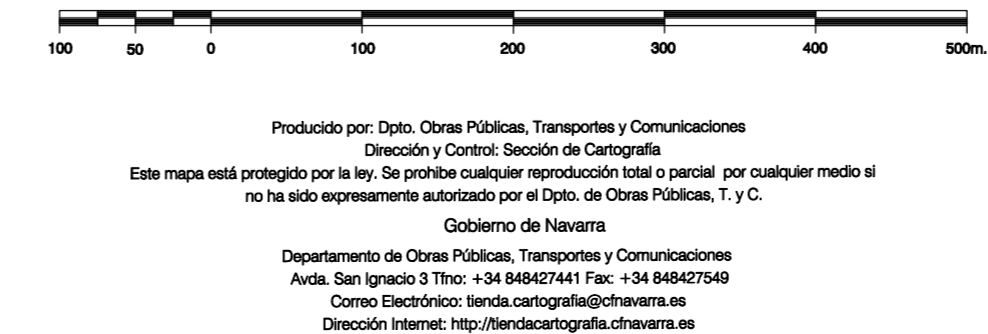 100 50 0 100 200 300 400 500m.
Producido por: Dpto. Obras Públicas, Transportes y Comunicaciones
Dirección y Control: Sección de Cartografía
Este mapa está protegido por la ley. Se prohibe cualquier reproducción total o parcial por cualquier medio si
no ha sido expresamente autorizado por el Dpto. de Obras Públicas, T. y C.
Gobierno de Navarra
Departamento de Obras Públicas, Transportes y Comunicaciones
Avda. San Ignacio 3 Tfno: +34 848427441 Fax: +34 848427549
Correo Electrónico: tienda.cartografia@cfnavarra.es
Dirección Internet: http://tiendacartografia.cfnavarra.es